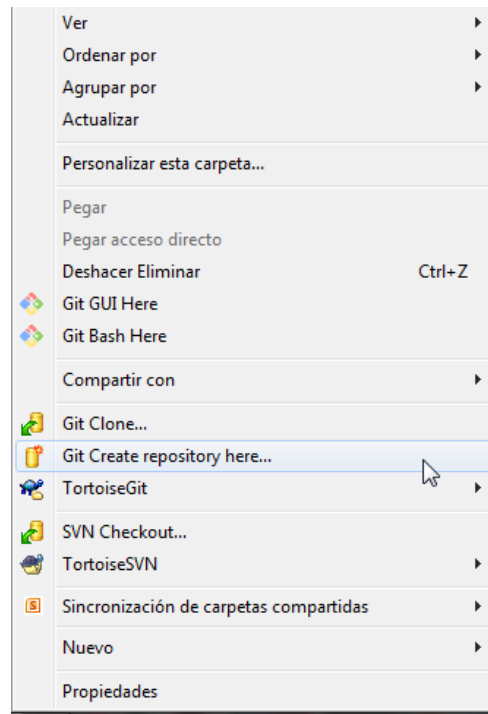 Ver
Ordenar por
Agrupar por
Actualizar
Personalizar esta carpeta...
Pegar
Pegar acceso directo
Deshacer Eliminar Ctrl+Z
Git GUI Here
Git Bash Here
Compartir con
Git Clone...
Git Create repository here...
TortoiseGit
SVN Checkout...
TortoiseSVN
Sincronización de carpetas compartidas
Nuevo
Propiedades